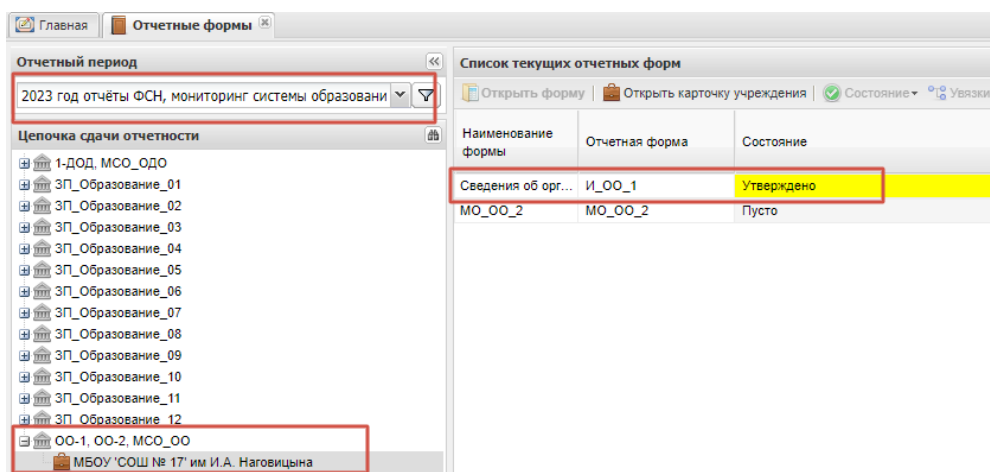 Главная
Отчетные формы
Отчетный период
Список текущих отчетных форм
2023 год отчёты ФСН, мониторинг системы образовани
Открыть форму
Открыть карточку учреждения
Состояние
Увязки
Цепочка сдачи отчетности
Наименование
формы
Отчетная форма
Состояние
1-ДОД, МСО_ОДО
ЗП_Образование_01
ЗП_Образование_02
ЗП_Образование_03
ЗП_Образование_04
ЗП_Образование_05
ЗП_Образование_06
ЗП_Образование_07
ЗП_Образование_08
ЗП_Образование_09
ЗП_Образование_10
ЗП_Образование_11
ЗП_Образование_12
ОО-1, ОО-2, МСО_ОО
МБОУ 'СОШ № 17' им И.А. Наговицына
Сведения об орг... И_ОО_1 Утверждено
МО_ОО_2 МО_ОО_2 Пусто